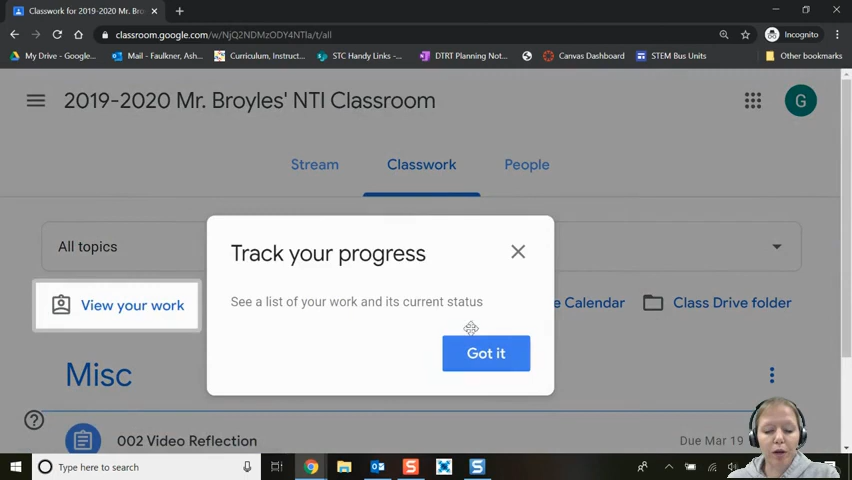 Classwork for 2019-2020 Mr. Bro
classroom.google.com/w/NjQ2NDM2ODY4NTIa/t/all
Incognito
My Drive - Google...
Mail - Faulkner, Ash...
Curriculum, Instruct...
STC Handy Links -...
DTRT Planning Not...
Canvas Dashboard
STEM Bus Units
Other bookmarks
2019-2020 Mr. Broyles' NTI Classroom
G
Stream
Classwork
People
All topics
Track your progress
See a list of your work and its current status
Got it
View your work
e Calendar
Class Drive folder
Misc
002 Video Reflection
Due Mar 19
Type here to search